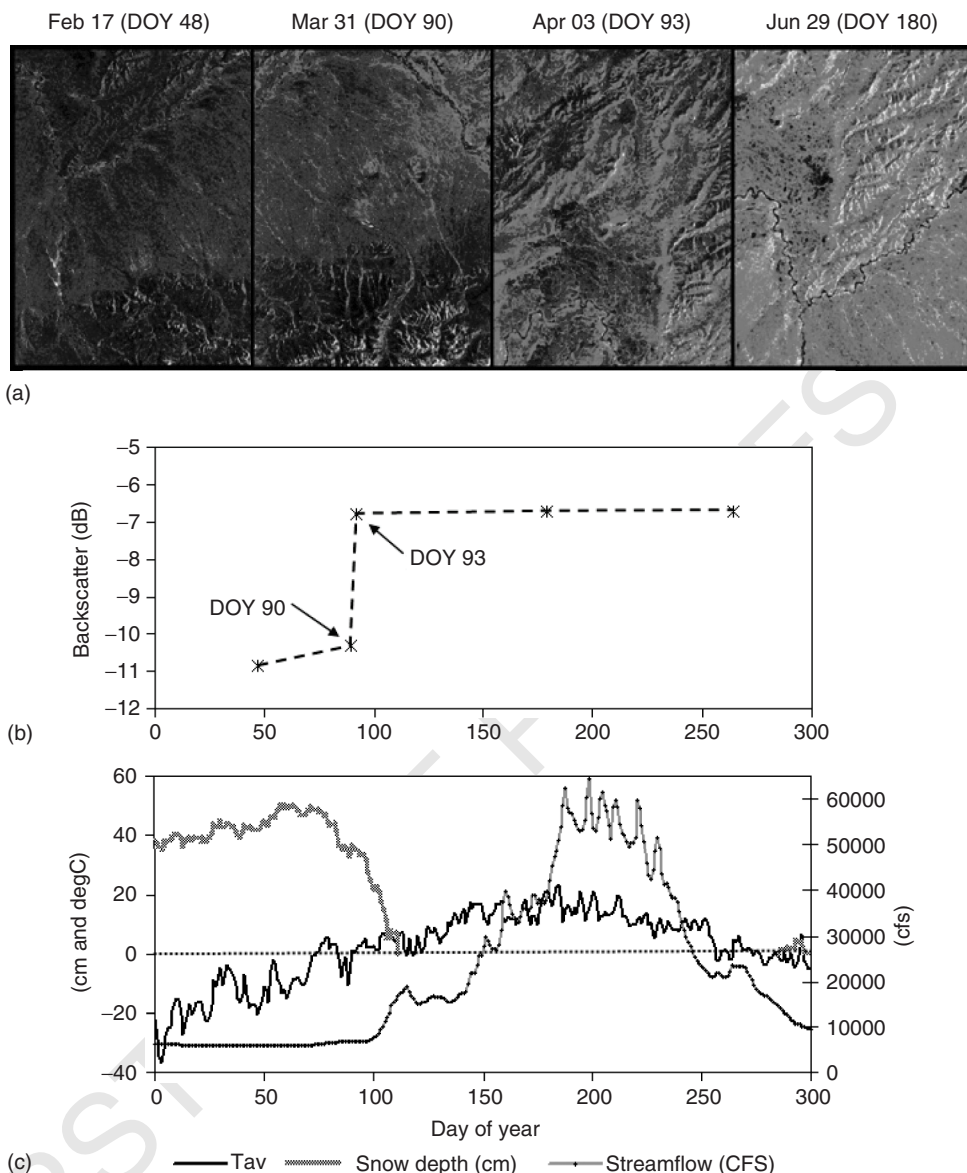 Feb 17 (DOY 48) Mar 31 (DOY 90) Apr 03 (DOY 93) Jun 29 (DOY 180)
(a)
Backscatter (dB)
−5
−6
−7
−8
−9
−10
−11
−12
DOY 93
DOY 90
0 50 100 150 200 250 300
(b)
(cm and degC)
60
40
20
0
−20
−40
60000
50000
40000
30000
20000
10000
0
(cfs)
0 50 100 150 200 250 300
Day of year
(c) Tav Snow depth (cm) Streamflow (CFS)